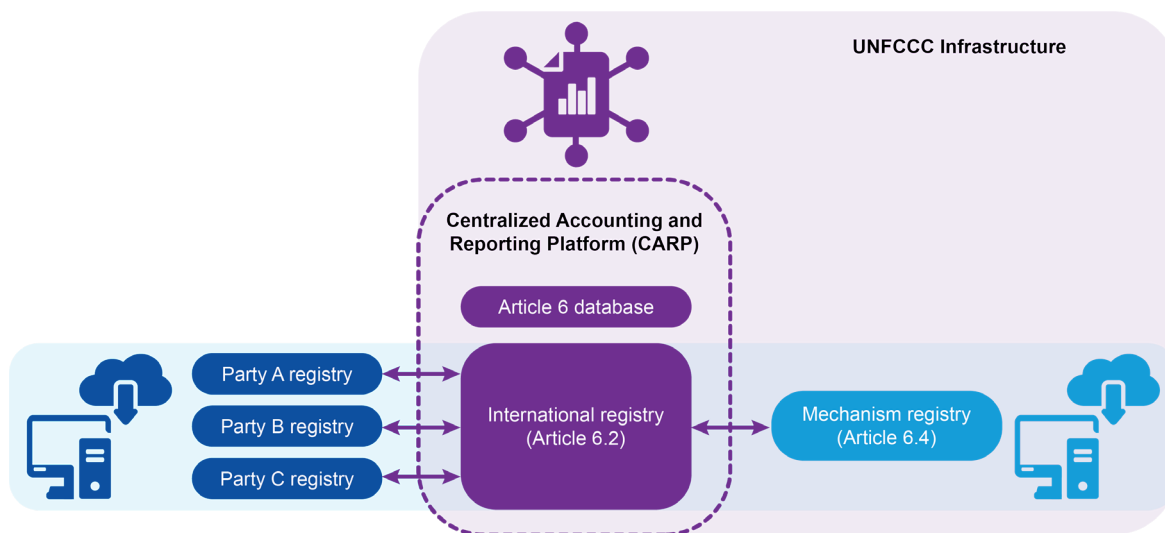 UNFCCC Infrastructure
Centralized Accounting and
Reporting Platform (CARP)
Article 6 database
Party A registry
Party B registry
Party C registry
International registry
(Article 6.2)
Mechanism registry
(Article 6.4)